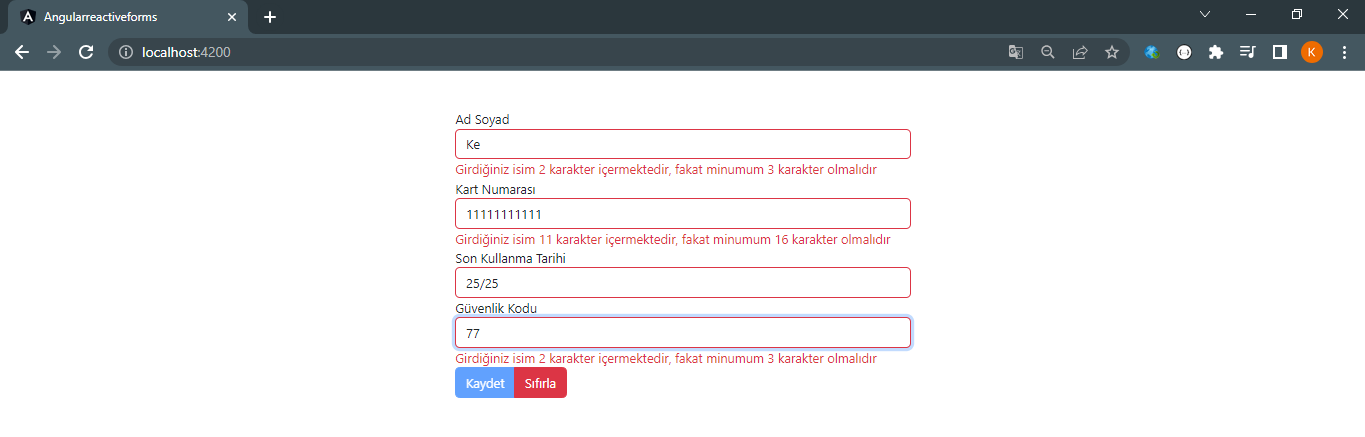 Angularreactiveforms
localhost:4200
K
Ad Soyad
Ke
Girdiğiniz isim 2 karakter içermektedir, fakat minumum 3 karakter olmalıdır
Kart Numarası
11111111111
Girdiğiniz isim 11 karakter içermektedir, fakat minumum 16 karakter olmalıdır
Son Kullanma Tarihi
25/25
Güvenlik Kodu
77
Girdiğiniz isim 2 karakter içermektedir, fakat minumum 3 karakter olmalıdır
Kaydet Sıfırla